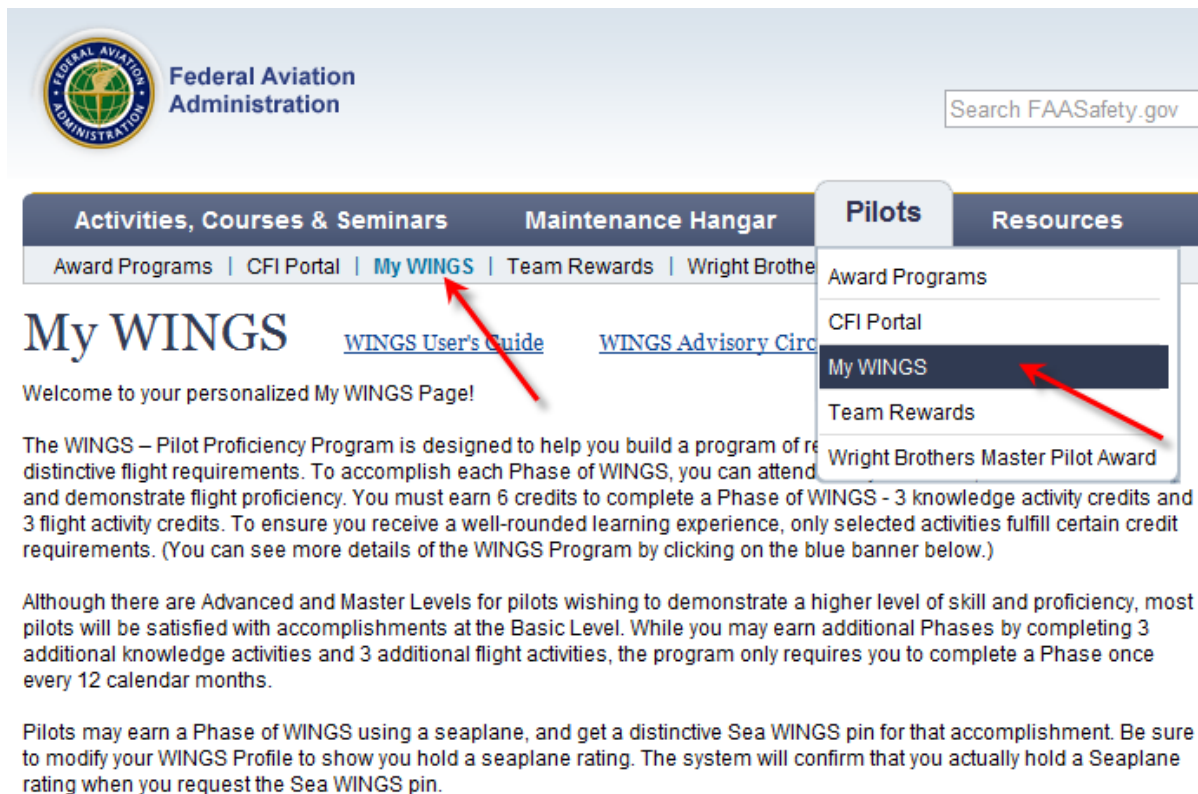 FEDERAL AVIATION ADMINISTRATION
Federal Aviation
Administration
Search FAASafety.gov
Activities, Courses & Seminars Maintenance Hangar Pilots Resources
Award Programs | CFI Portal | My WINGS | Team Rewards | Wright Brothe
Award Programs
CFI Portal
My WINGS
Team Rewards
Wright Brothers Master Pilot Award
My WINGS WINGS User's Guide WINGS Advisory Circ
Welcome to your personalized My WINGS Page!
The WINGS – Pilot Proficiency Program is designed to help you build a program of re
distinctive flight requirements. To accomplish each Phase of WINGS, you can attend
and demonstrate flight proficiency. You must earn 6 credits to complete a Phase of WINGS - 3 knowledge activity credits and
3 flight activity credits. To ensure you receive a well-rounded learning experience, only selected activities fulfill certain credit
requirements. (You can see more details of the WINGS Program by clicking on the blue banner below.)
Although there are Advanced and Master Levels for pilots wishing to demonstrate a higher level of skill and proficiency, most
pilots will be satisfied with accomplishments at the Basic Level. While you may earn additional Phases by completing 3
additional knowledge activities and 3 additional flight activities, the program only requires you to complete a Phase once
every 12 calendar months.
Pilots may earn a Phase of WINGS using a seaplane, and get a distinctive Sea WINGS pin for that accomplishment. Be sure
to modify your WINGS Profile to show you hold a seaplane rating. The system will confirm that you actually hold a Seaplane
rating when you request the Sea WINGS pin.